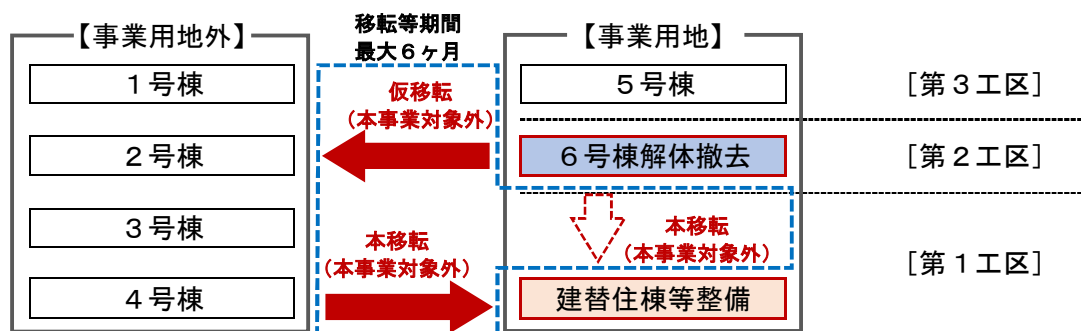 【事業用地外】
1号棟
2号棟
3号棟
4号棟
移転等期間
最大6ヶ月
仮移転
(本事業対象外)
本移転
(本事業対象外)
【事業用地】
5号棟
6号棟解体撤去
本移転
(本事業対象外)
建替住棟等整備
[第3工区]
[第2工区]
[第1工区]